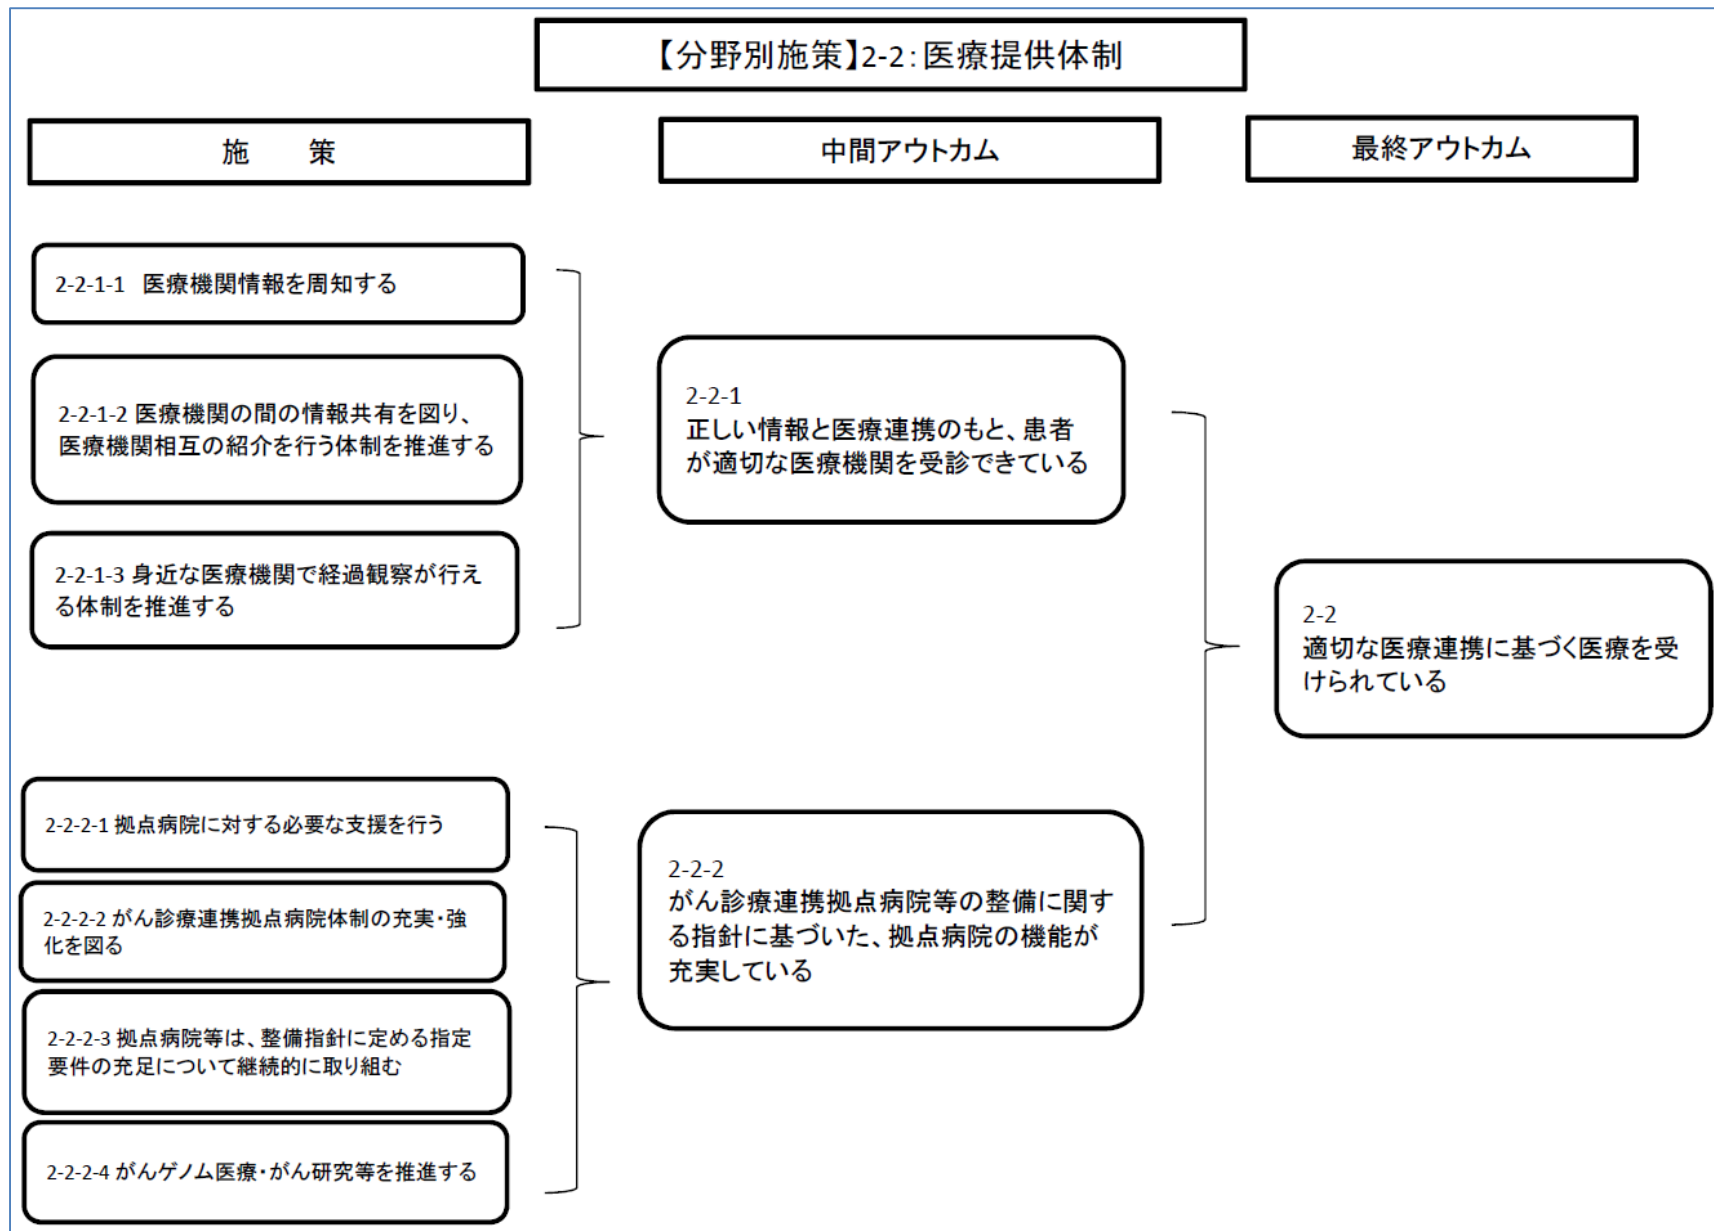 【分野別施策】2-2：医療提供体制
施　　策
中間アウトカム
最終アウトカム
2-2-1-1　医療機関情報を周知する
2-2-1-2 医療機関の間の情報共有を図り、
医療機関相互の紹介を行う体制を推進する
2-2-1-3 身近な医療機関で経過観察が行え
る体制を推進する
2-2-1
正しい情報と医療連携のもと、患者
が適切な医療機関を受診できている
2-2
適切な医療連携に基づく医療を受
けられている
2-2-2-1 拠点病院に対する必要な支援を行う
2-2-2-2 がん診療連携拠点病院体制の充実・強
化を図る
2-2-2-3 拠点病院等は、整備指針に定める指定
要件の充足について継続的に取り組む
2-2-2-4 がんゲノム医療・がん研究等を推進する
2-2-2
がん診療連携拠点病院等の整備に関す
る指針に基づいた、拠点病院の機能が
充実している